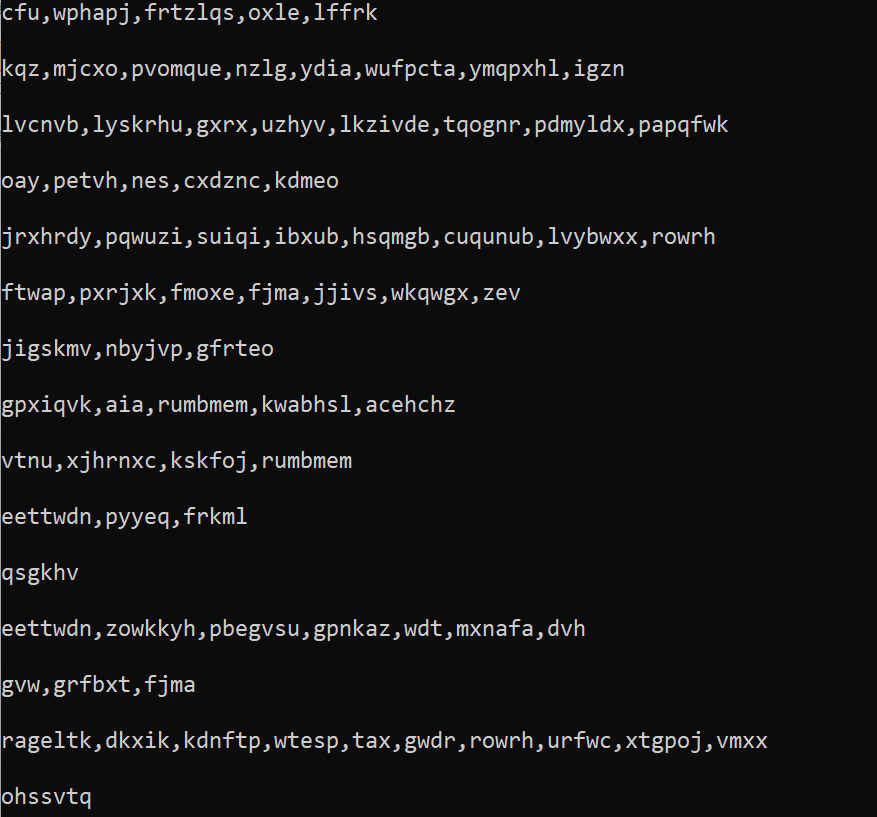 cfu,wphapj,frtzlqs,oxle,lffrk
kqz,mjcxo,pvomque,nzlg,ydia,wufpcta,ymqpxhl,igzn
lvcnvb,lyskrhu,gxrx,uzhyv,lkzivde,tqognr,pdmyldx,papqfwk
oay,petvh,nes,cxdznc,kdmeo
jrxhrdy,pqwuzi,suiqi,ibxub,hsqmgb,cuqunub,lvybwxx,rowrh
ftwap,pxrjxk,fmoxe,fjma,jjivs,wkqwgx,zev
jigskmv,nbyjvp,gfrteo
gpxiqvk,aia,rumbmem,kwabhsl,acehchz
vtnu,xjhrnxc,kskfoj,rumbmem
eettwdn,pyyeq,frkml
qsgkhv
eettwdn,zowkkyh,pbegvsu,gpnkaz,wdt,mxnafa,dvh
gvw,grfbxt,fjma
rageltk,dkxik,kdnftp,wtesp,tax,gwdr,rowrh,urfwc,xtgpoj,vmxx
ohssvtq